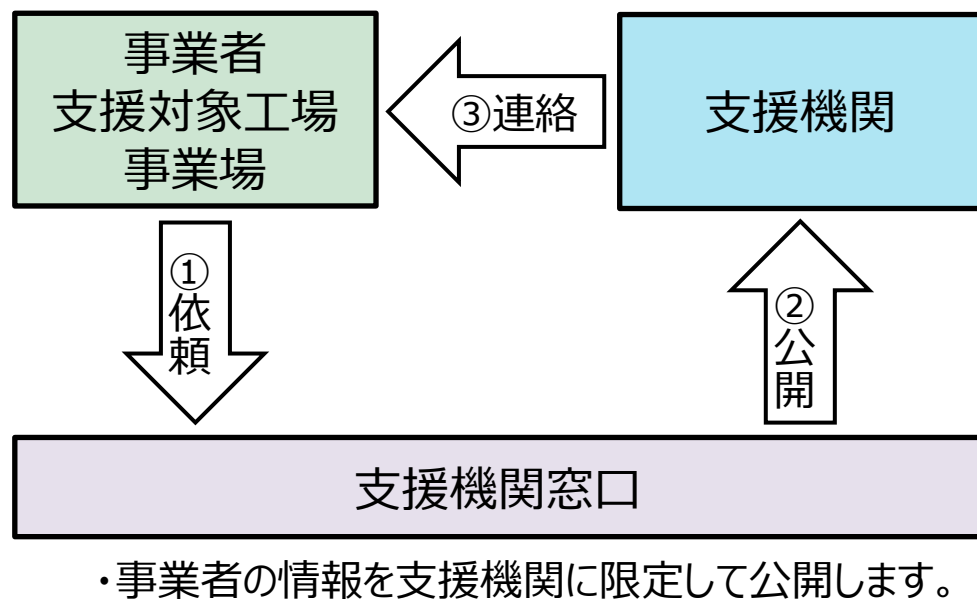 事業者
支援対象工場
事業場
③連絡
支援機関
①
依
頼
②
公
開
支援機関窓口
・事業者の情報を支援機関に限定して公開します。